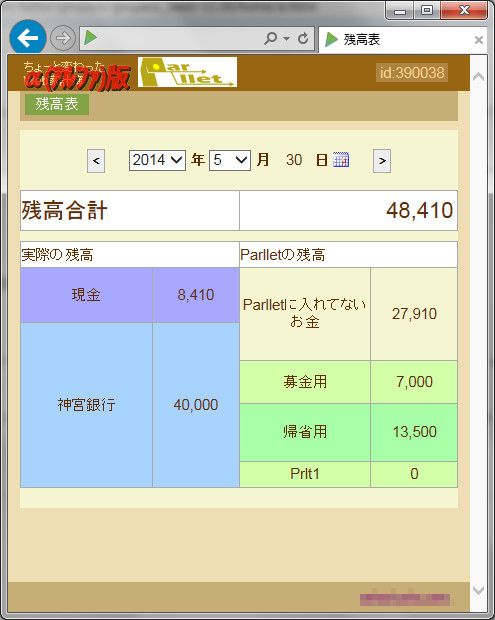 残高表
ちょっと変わった
α(アルファ)版
Parllet
id:390038
残高表
< 2014 年 5 月 30 日 >
残高合計 48,410
実際の残高 Parlletの残高
現金 8,410
Parlletに入れてない
お金 27,910
神宮銀行 40,000
募金用 7,000
帰省用 13,500
Prlt1 0